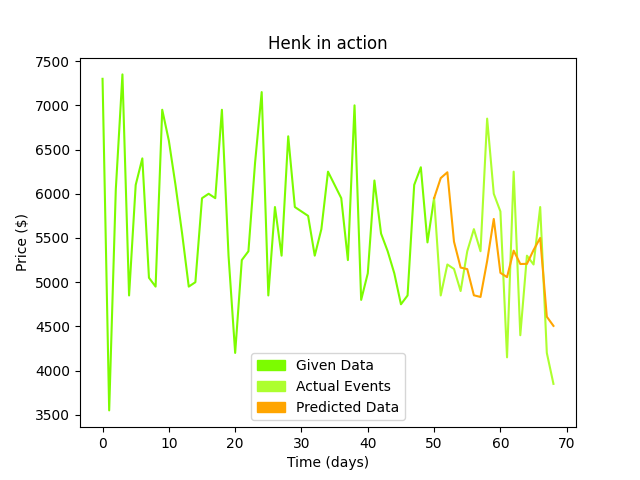 Henk in action
Price ($)
7500
7000
6500
6000
5500
5000
4500
4000
3500
Given Data
Actual Events
Predicted Data
0 10 20 30 40 50 60 70
Time (days)